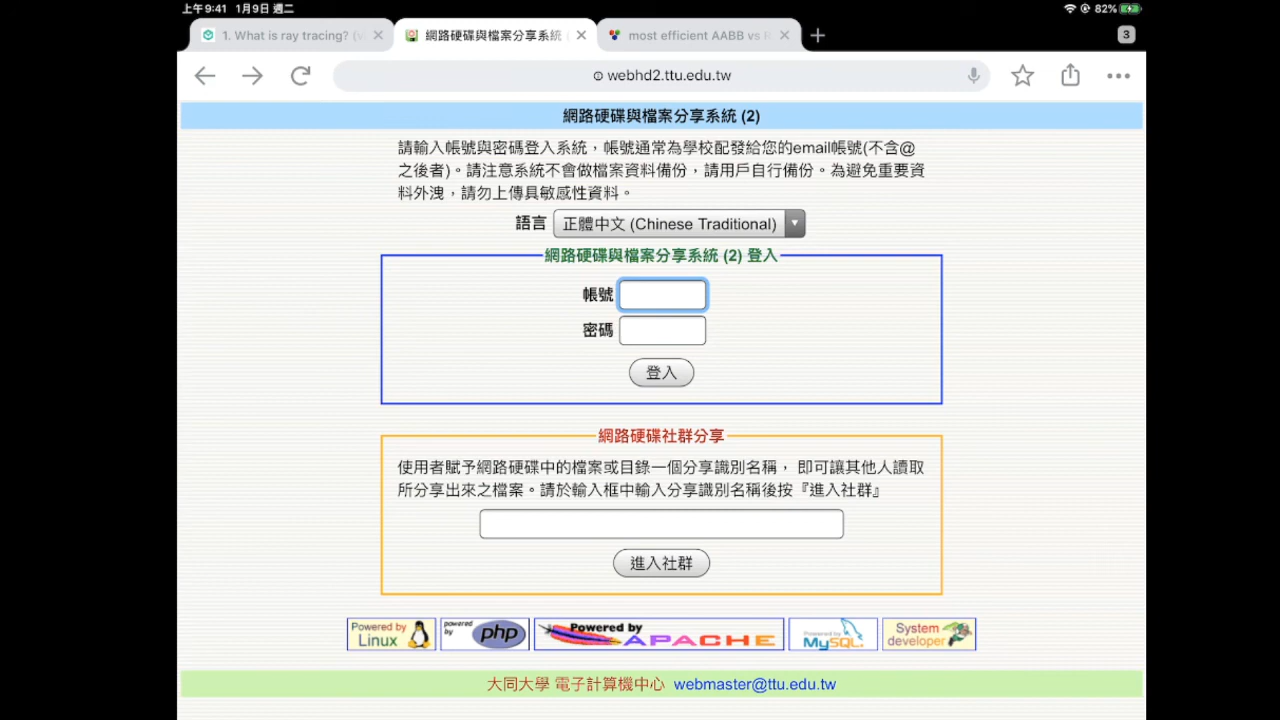 上午9:41 1月9日 週二
82%
1. What is ray tracing? (
網路硬碟與檔案分享系統
most efficient AABB vs
3
webhd2.ttu.edu.tw
網路硬碟與檔案分享系統 (2)
請輸入帳號與密碼登入系統，帳號通常為學校配發給您的email帳號(不含@
之後者)。請注意系統不會做檔案資料備份，請用戶自行備份。為避免重要資
料外洩，請勿上傳具敏感性資料。
語言 正體中文 (Chinese Traditional)
網路硬碟與檔案分享系統 (2) 登入
帳號
密碼
登入
網路硬碟社群分享
使用者賦予網路硬碟中的檔案或目錄一個分享識別名稱， 即可讓其他人讀取
所分享出來之檔案。請於輸入框中輸入分享識別名稱後按『進入社群』
進入社群
Powered by Linux
powered by php
Powered by APACHE
Powered by MySQL
System developer
大同大學 電子計算機中心 webmaster@ttu.edu.tw